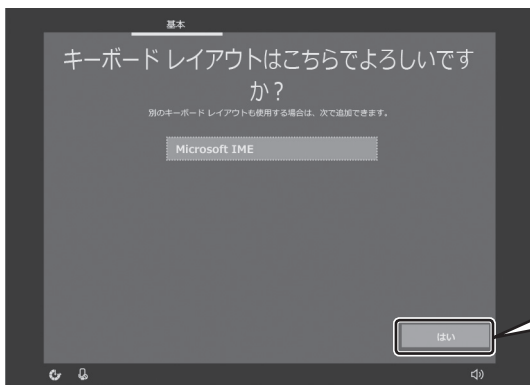 基本
キーボード レイアウトはこちらでよろしいです
か？
別のキーボード レイアウトも使用する場合は、次で追加できます。
Microsoft IME
はい